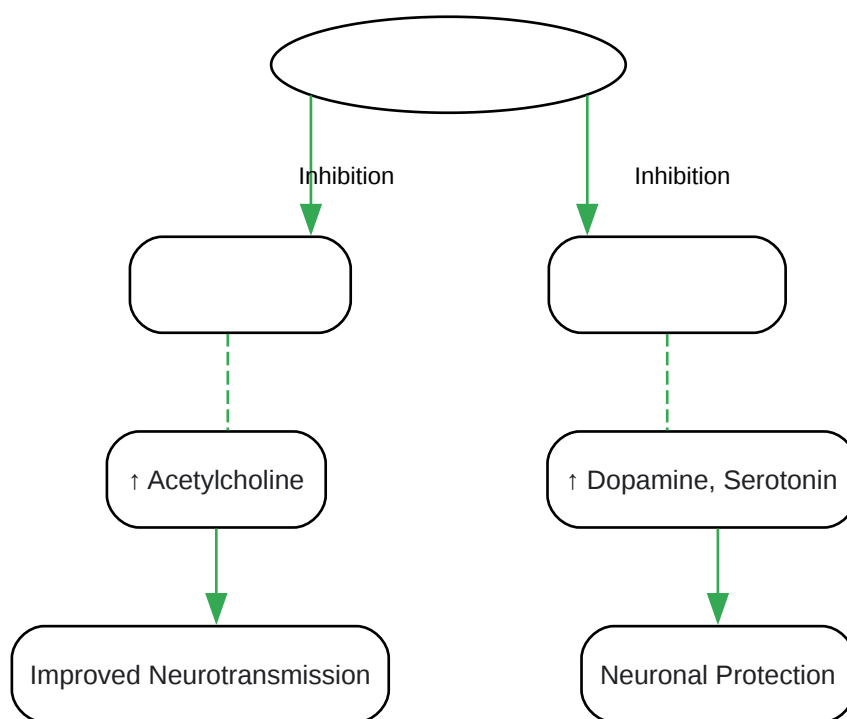 Inhibition
Inhibition
↑ Acetylcholine
↑ Dopamine, Serotonin
Improved Neurotransmission
Neuronal Protection